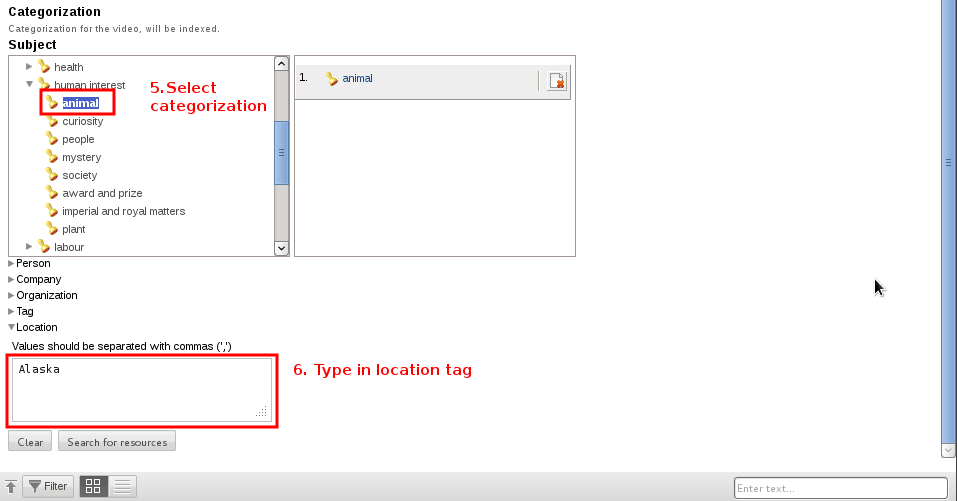 Categorization
Categorization for the video, will be indexed.
Subject
health
human interest
animal
curiosity
people
mystery
society
award and prize
imperial and royal matters
plant
labour
5.Select
categorization
1. animal
Person
Company
Organization
Tag
Location
Values should be separated with commas (',')
Alaska
6. Type in location tag
Clear Search for resources
Filter Enter text...